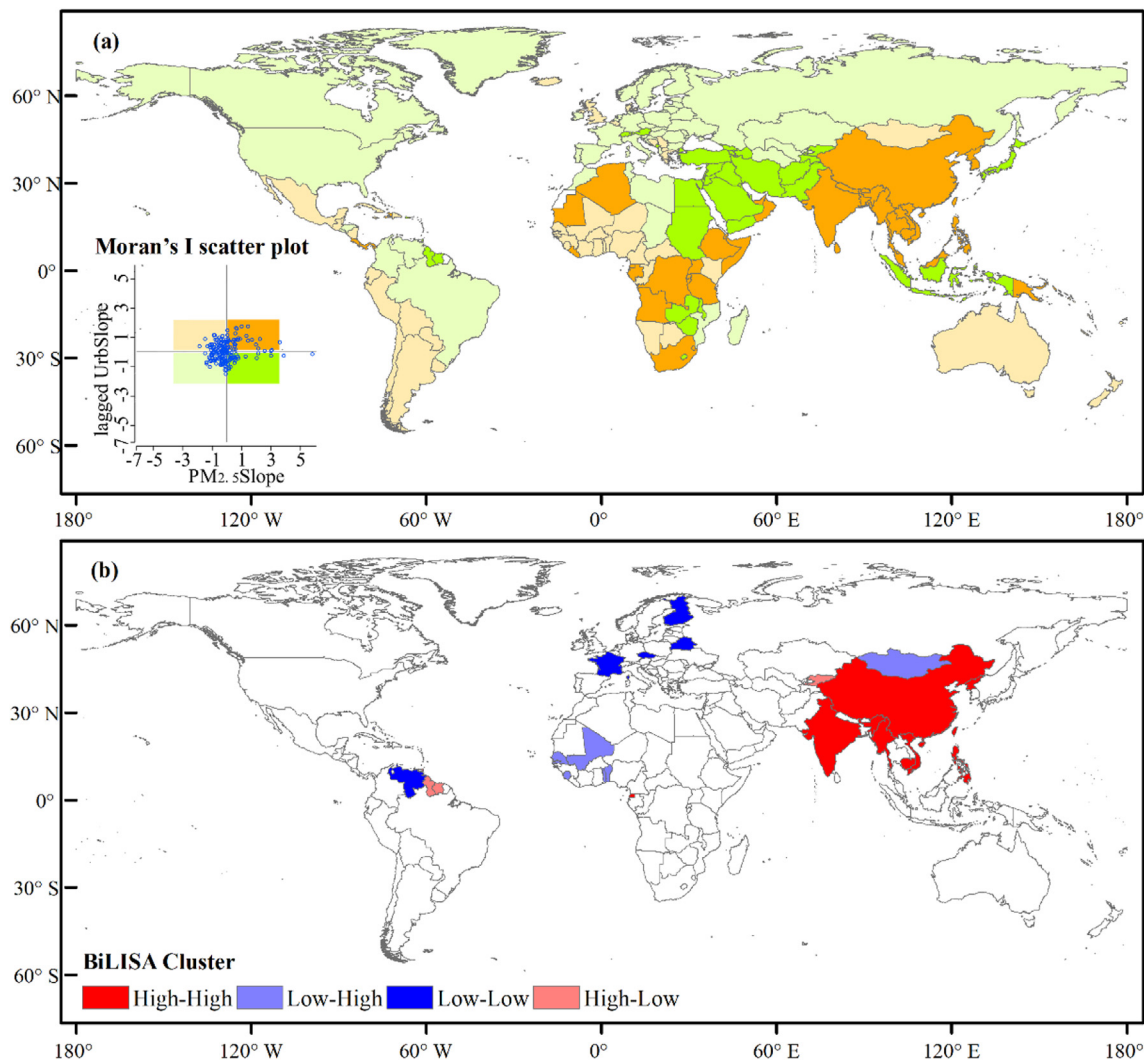 (a)
60° N
30° N
0°
30° S
60° S
Moran's I scatter plot
5
3
1
-1
-3
-5
-7
lagged UrbSlope
-7 -5 -3 -1 1 3 5
PM2.5Slope
180° 120° W 60° W 0° 60° E 120° E 180°
(b)
60° N
30° N
0°
30° S
60° S
BiLISA Cluster
High-High Low-High Low-Low High-Low
180° 120° W 60° W 0° 60° E 120° E 180°